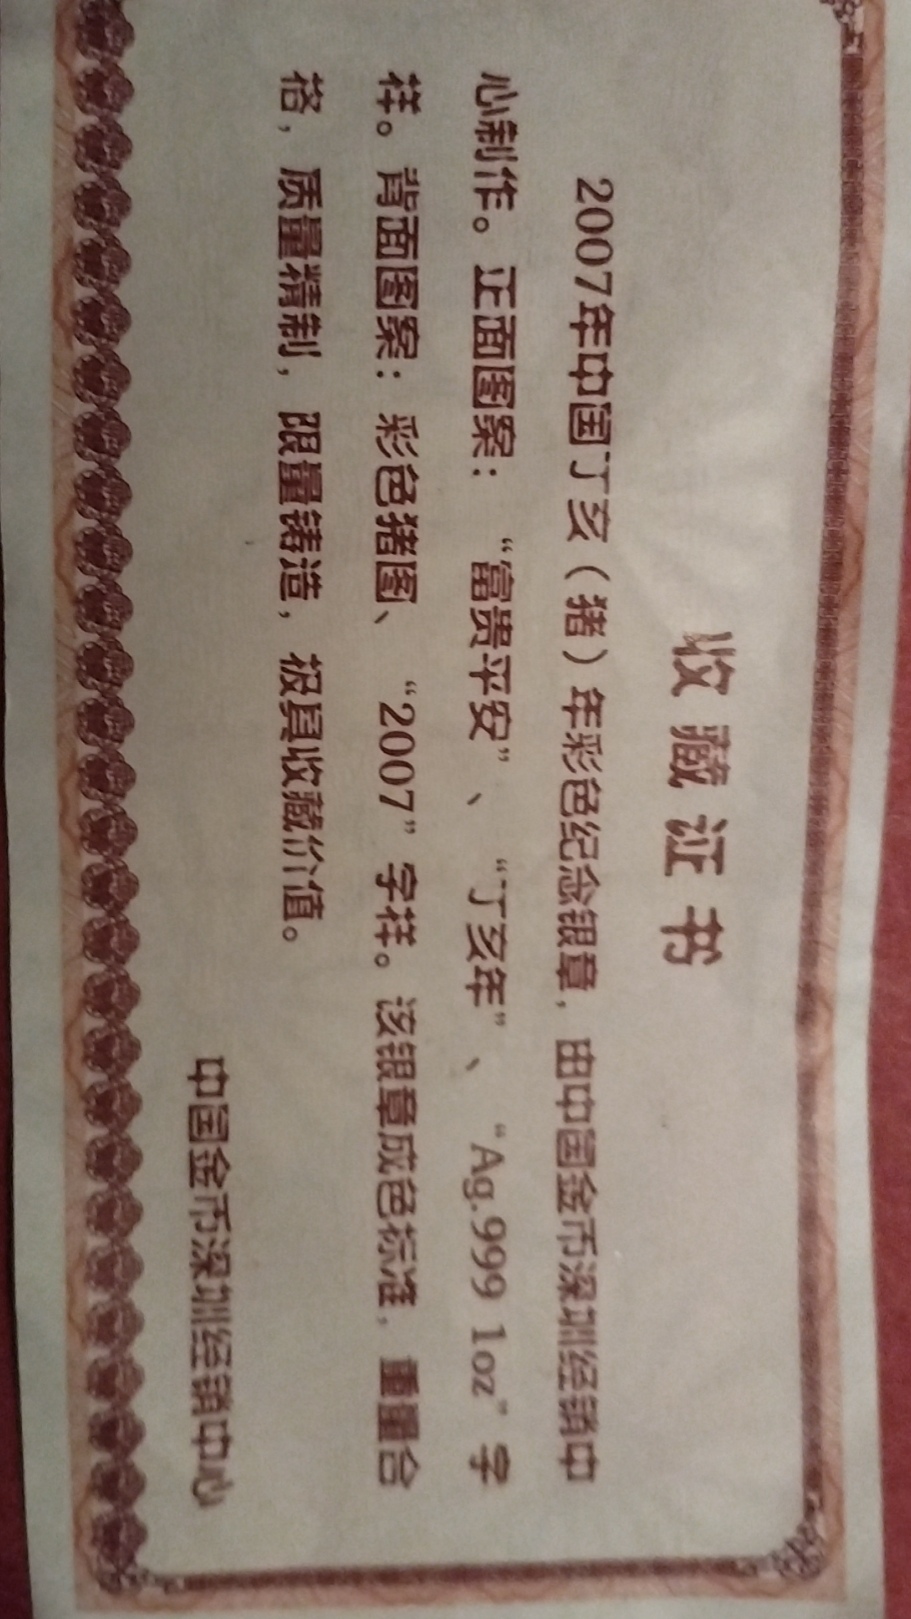 收藏证书
2007年中国丁亥（猪）年彩色纪念银章，由中国金币深圳经销中
心制作。正面图案：“富贵平安”、“丁亥年”、“Ag.999 1oz”字
样。背面图案：彩色猪图、“2007”字样。该银章成色标准，重量合
格，质量精制，限量铸造，极具收藏价值。
中国金币深圳经销中心